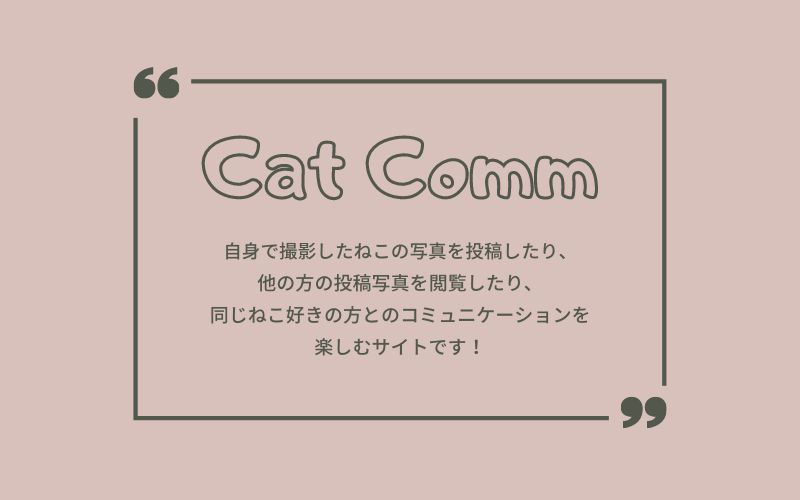 Cat Comm
自身で撮影したねこの写真を投稿したり、
他の方の投稿写真を閲覧したり、
同じねこ好きの方とのコミュニケーションを
楽しむサイトです！